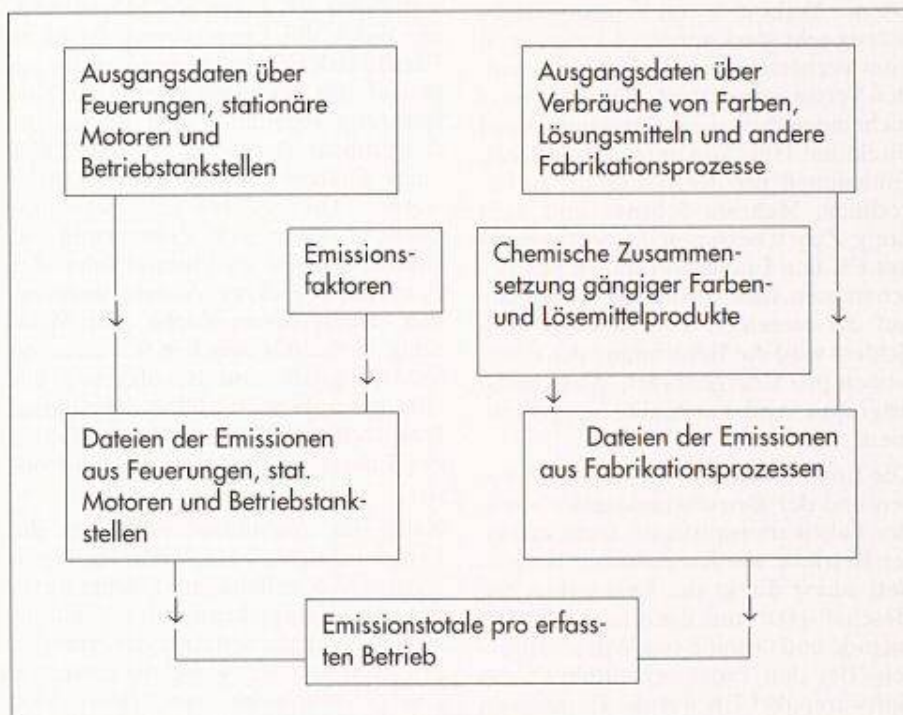 Ausgangsdaten über
Feuerungen, stationäre
Motoren und
Betriebstankstellen
Ausgangsdaten über
Verbräuche von Farben,
Lösungsmitteln und andere
Fabrikationsprozesse
Emissions-
faktoren
Chemische Zusammen-
setzung gängiger Farben-
und Lösemittelprodukte
Dateien der Emissionen
aus Feuerungen, stat.
Motoren und Betriebstank-
stellen
Dateien der Emissionen
aus Fabrikationsprozessen
Emissionstotale pro erfass-
ten Betrieb